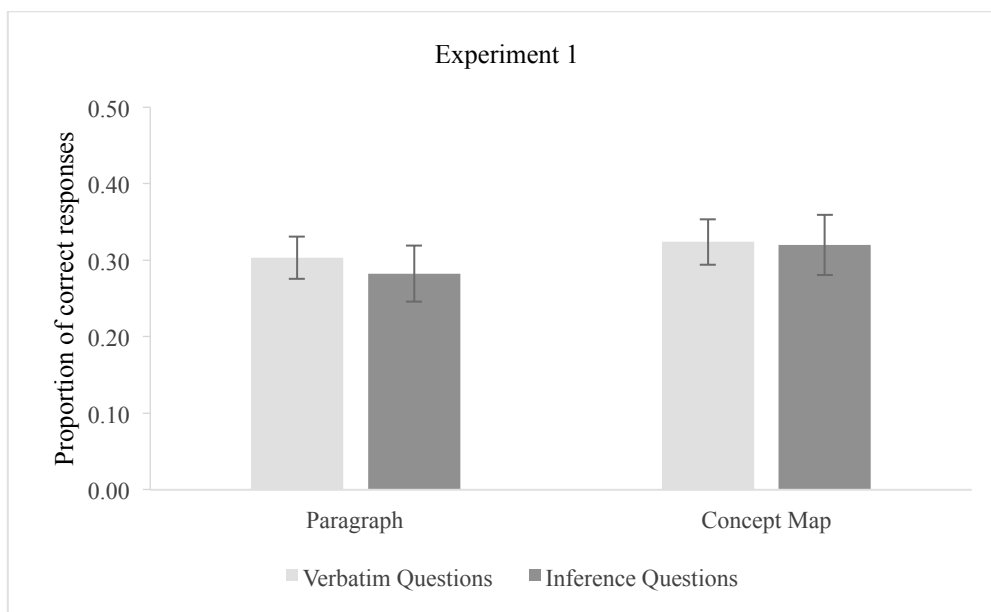 Experiment 1
Proportion of correct responses
0.50
0.40
0.30
0.20
0.10
0.00
Paragraph Concept Map
Verbatim Questions Inference Questions